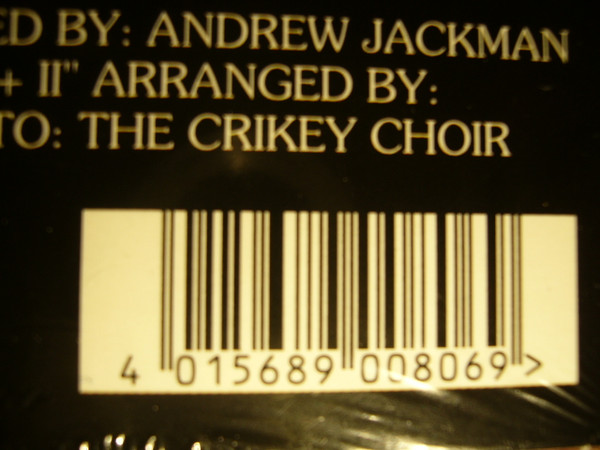 ED BY: ANDREW JACKMAN
+ II" ARRANGED BY:
TO: THE CRIKEY CHOIR
4 015689 008069 >